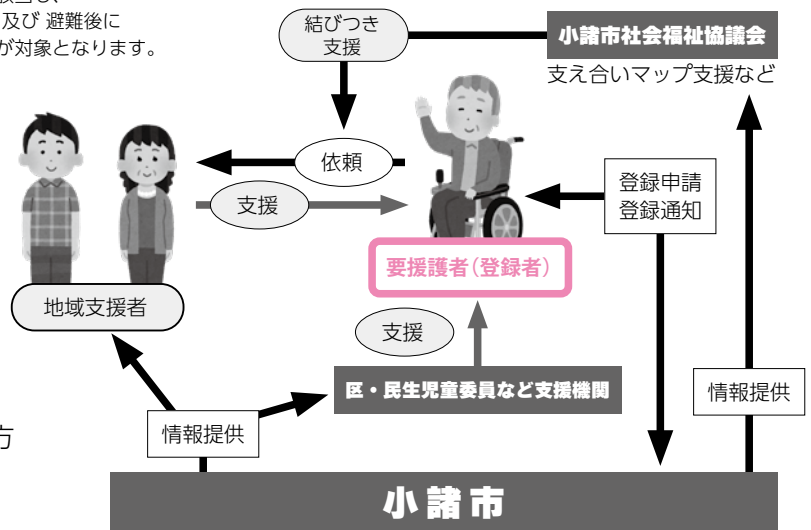 及び 避難後に
が対象となります。
結びつき
支援
小諸市社会福祉協議会
支え合いマップ支援など
依頼
支援
登録申請
登録通知
要援護者(登録者)
地域支援者
支援
区・民生児童委員など支援機関
情報提供
方
情報提供
小諸市